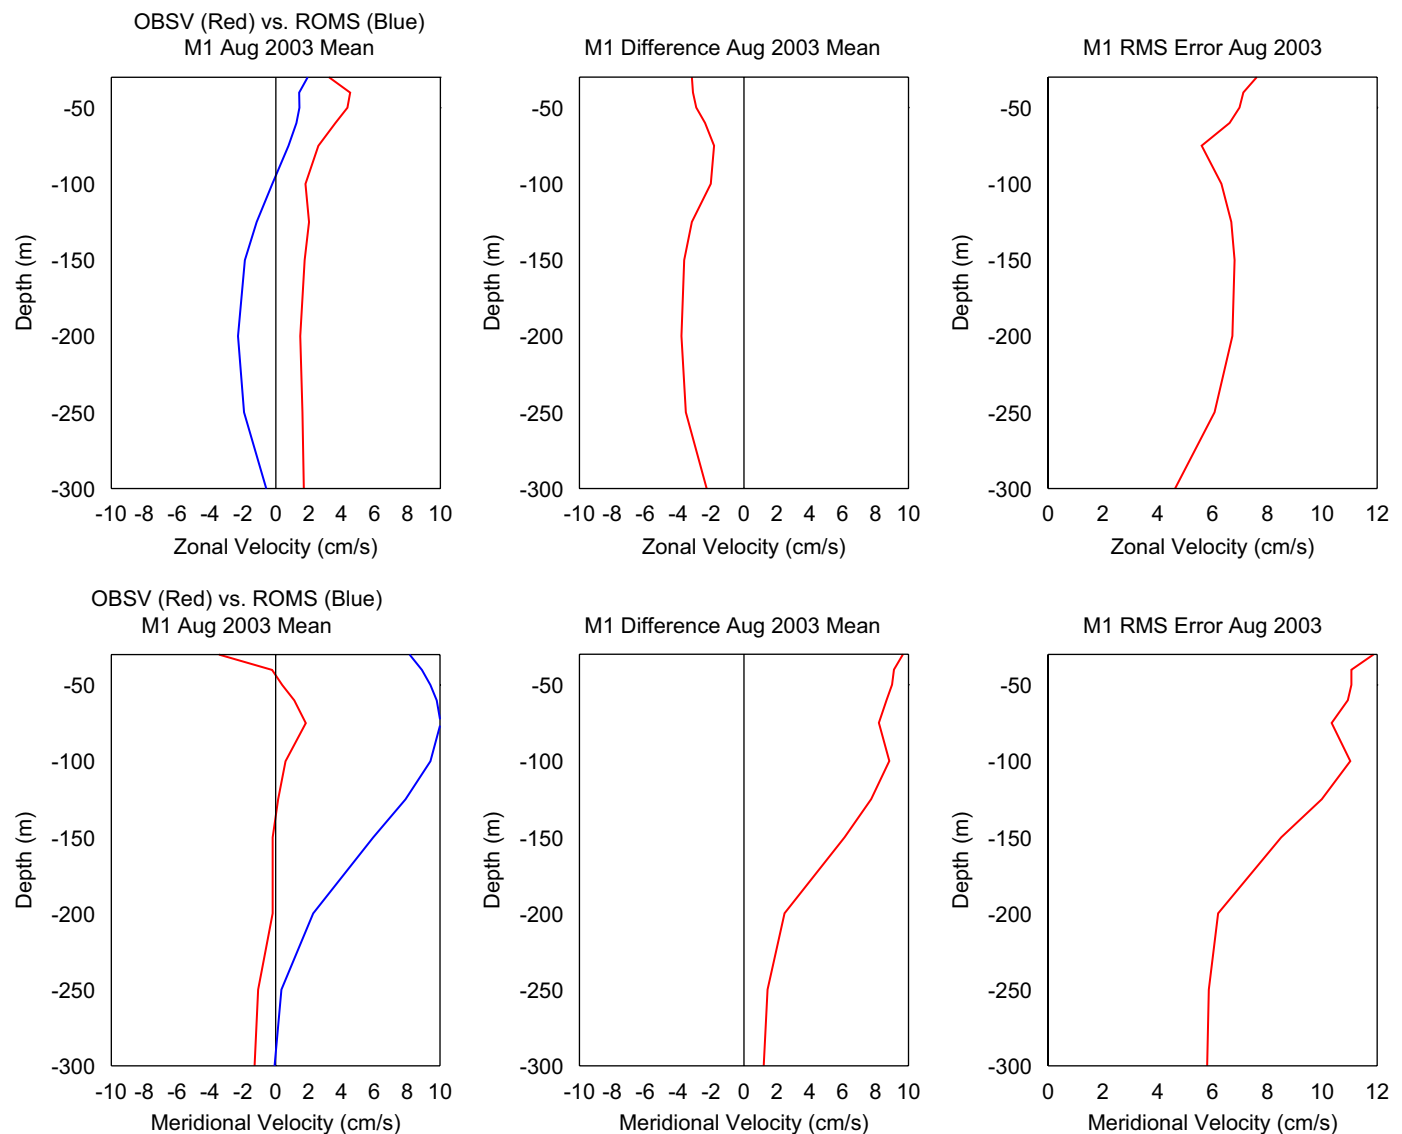 OBSV (Red) vs. ROMS (Blue)
M1 Aug 2003 Mean
-50
-100
-150
-200
-250
-300
Depth (m)
-10 -8 -6 -4 -2 0 2 4 6 8 10
Zonal Velocity (cm/s)
M1 Difference Aug 2003 Mean
-50
-100
-150
-200
-250
-300
Depth (m)
-10 -8 -6 -4 -2 0 2 4 6 8 10
Zonal Velocity (cm/s)
M1 RMS Error Aug 2003
-50
-100
-150
-200
-250
-300
Depth (m)
0 2 4 6 8 10 12
Zonal Velocity (cm/s)
OBSV (Red) vs. ROMS (Blue)
M1 Aug 2003 Mean
-50
-100
-150
-200
-250
-300
Depth (m)
-10 -8 -6 -4 -2 0 2 4 6 8 10
Meridional Velocity (cm/s)
M1 Difference Aug 2003 Mean
-50
-100
-150
-200
-250
-300
Depth (m)
-10 -8 -6 -4 -2 0 2 4 6 8 10
Meridional Velocity (cm/s)
M1 RMS Error Aug 2003
-50
-100
-150
-200
-250
-300
Depth (m)
0 2 4 6 8 10 12
Meridional Velocity (cm/s)